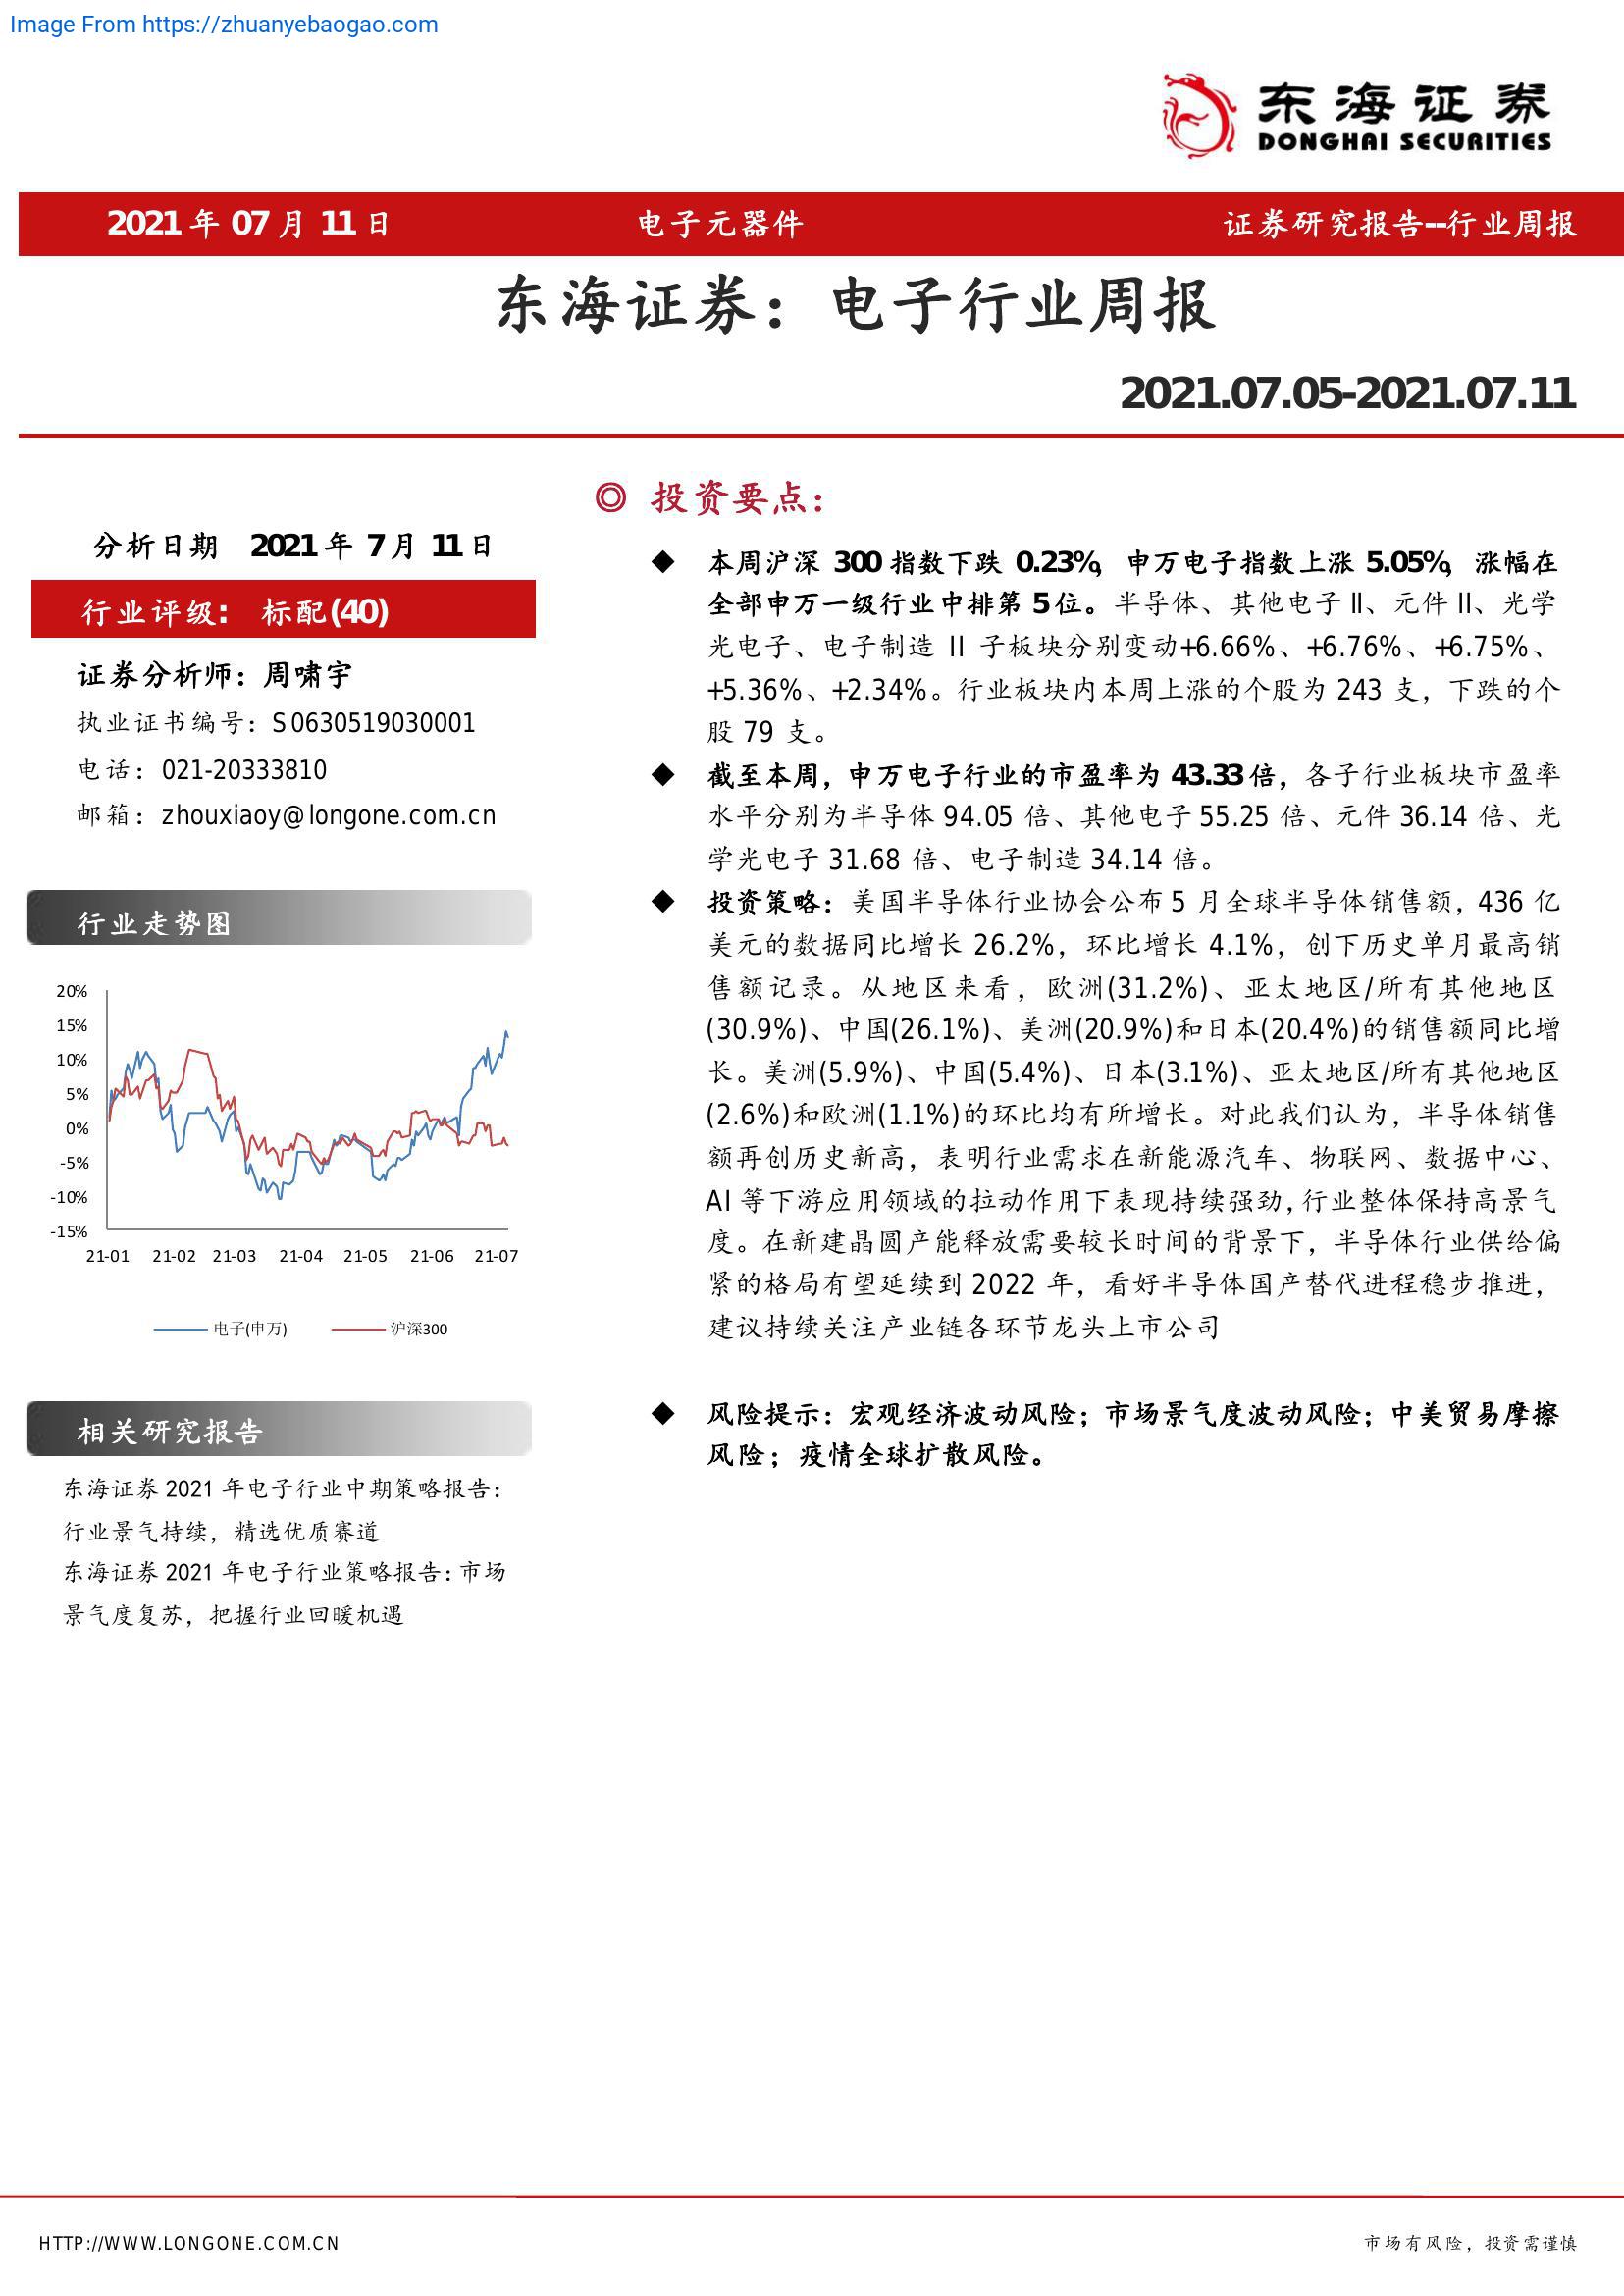 Image From https://zhuanyebaogao.com
东海证券
DONGHAI SECURITIES
2021 年 07 月 11 日 电子元器件 证券研究报告--行业周报
东海证券：电子行业周报
2021.07.05-2021.07.11
分析日期 2021 年 7 月 11 日
行业评级: 标配(40)
证券分析师：周啸宇
执业证书编号：S0630519030001
电话：021-20333810
邮箱：zhouxiaoy@longone.com.cn
行业走势图
20%
15%
10%
5%
0%
-5%
-10%
-15%
21-01 21-02 21-03 21-04 21-05 21-06 21-07
电子(申万) 沪深300
相关研究报告
东海证券 2021 年电子行业中期策略报告：
行业景气持续，精选优质赛道
东海证券 2021 年电子行业策略报告：市场
景气度复苏，把握行业回暖机遇
◎ 投资要点：
◆ 本周沪深 300 指数下跌 0.23%，申万电子指数上涨 5.05%，涨幅在
全部申万一级行业中排第 5 位。半导体、其他电子 II、元件 II、光学
光电子、电子制造 II 子板块分别变动+6.66%、+6.76%、+6.75%、
+5.36%、+2.34%。行业板块内本周上涨的个股为 243 支，下跌的个
股 79 支。
◆ 截至本周，申万电子行业的市盈率为 43.33 倍，各子行业板块市盈率
水平分别为半导体 94.05 倍、其他电子 55.25 倍、元件 36.14 倍、光
学光电子 31.68 倍、电子制造 34.14 倍。
◆ 投资策略：美国半导体行业协会公布 5 月全球半导体销售额，436 亿
美元的数据同比增长 26.2%，环比增长 4.1%，创下历史单月最高销
售额记录。从地区来看，欧洲(31.2%)、亚太地区/所有其他地区
(30.9%)、中国(26.1%)、美洲(20.9%)和日本(20.4%)的销售额同比增
长。美洲(5.9%)、中国(5.4%)、日本(3.1%)、亚太地区/所有其他地区
(2.6%)和欧洲(1.1%)的环比均有所增长。对此我们认为，半导体销售
额再创历史新高，表明行业需求在新能源汽车、物联网、数据中心、
AI 等下游应用领域的拉动作用下表现持续强劲,行业整体保持高景气
度。在新建晶圆产能释放需要较长时间的背景下，半导体行业供给偏
紧的格局有望延续到 2022 年，看好半导体国产替代进程稳步推进，
建议持续关注产业链各环节龙头上市公司
◆ 风险提示：宏观经济波动风险；市场景气度波动风险；中美贸易摩擦
风险；疫情全球扩散风险。
HTTP://WWW.LONGONE.COM.CN 市场有风险，投资需谨慎